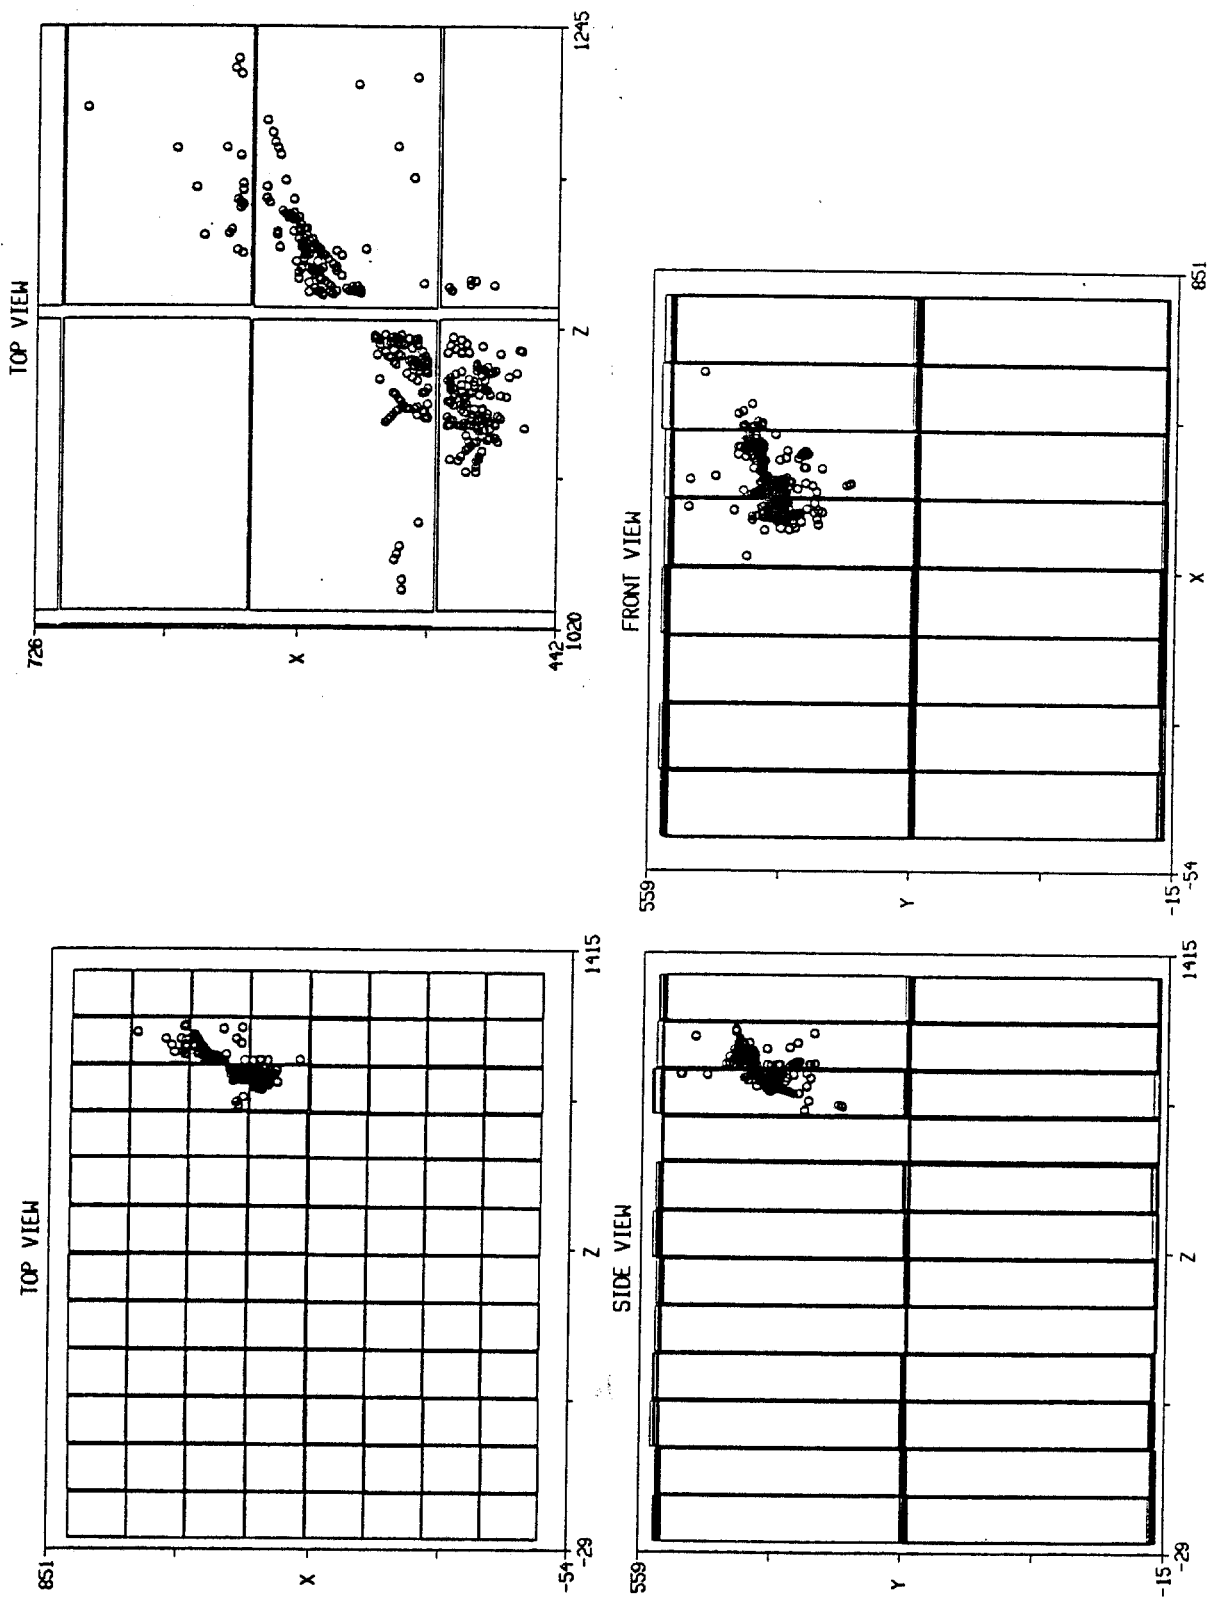 TOP VIEW
726
X
442
1020
Z
1245
TOP VIEW
851
X
-54
-29
Z
1415
FRONT VIEW
559
Y
-15
-54
X
851
SIDE VIEW
559
Y
-15
-29
Z
1415